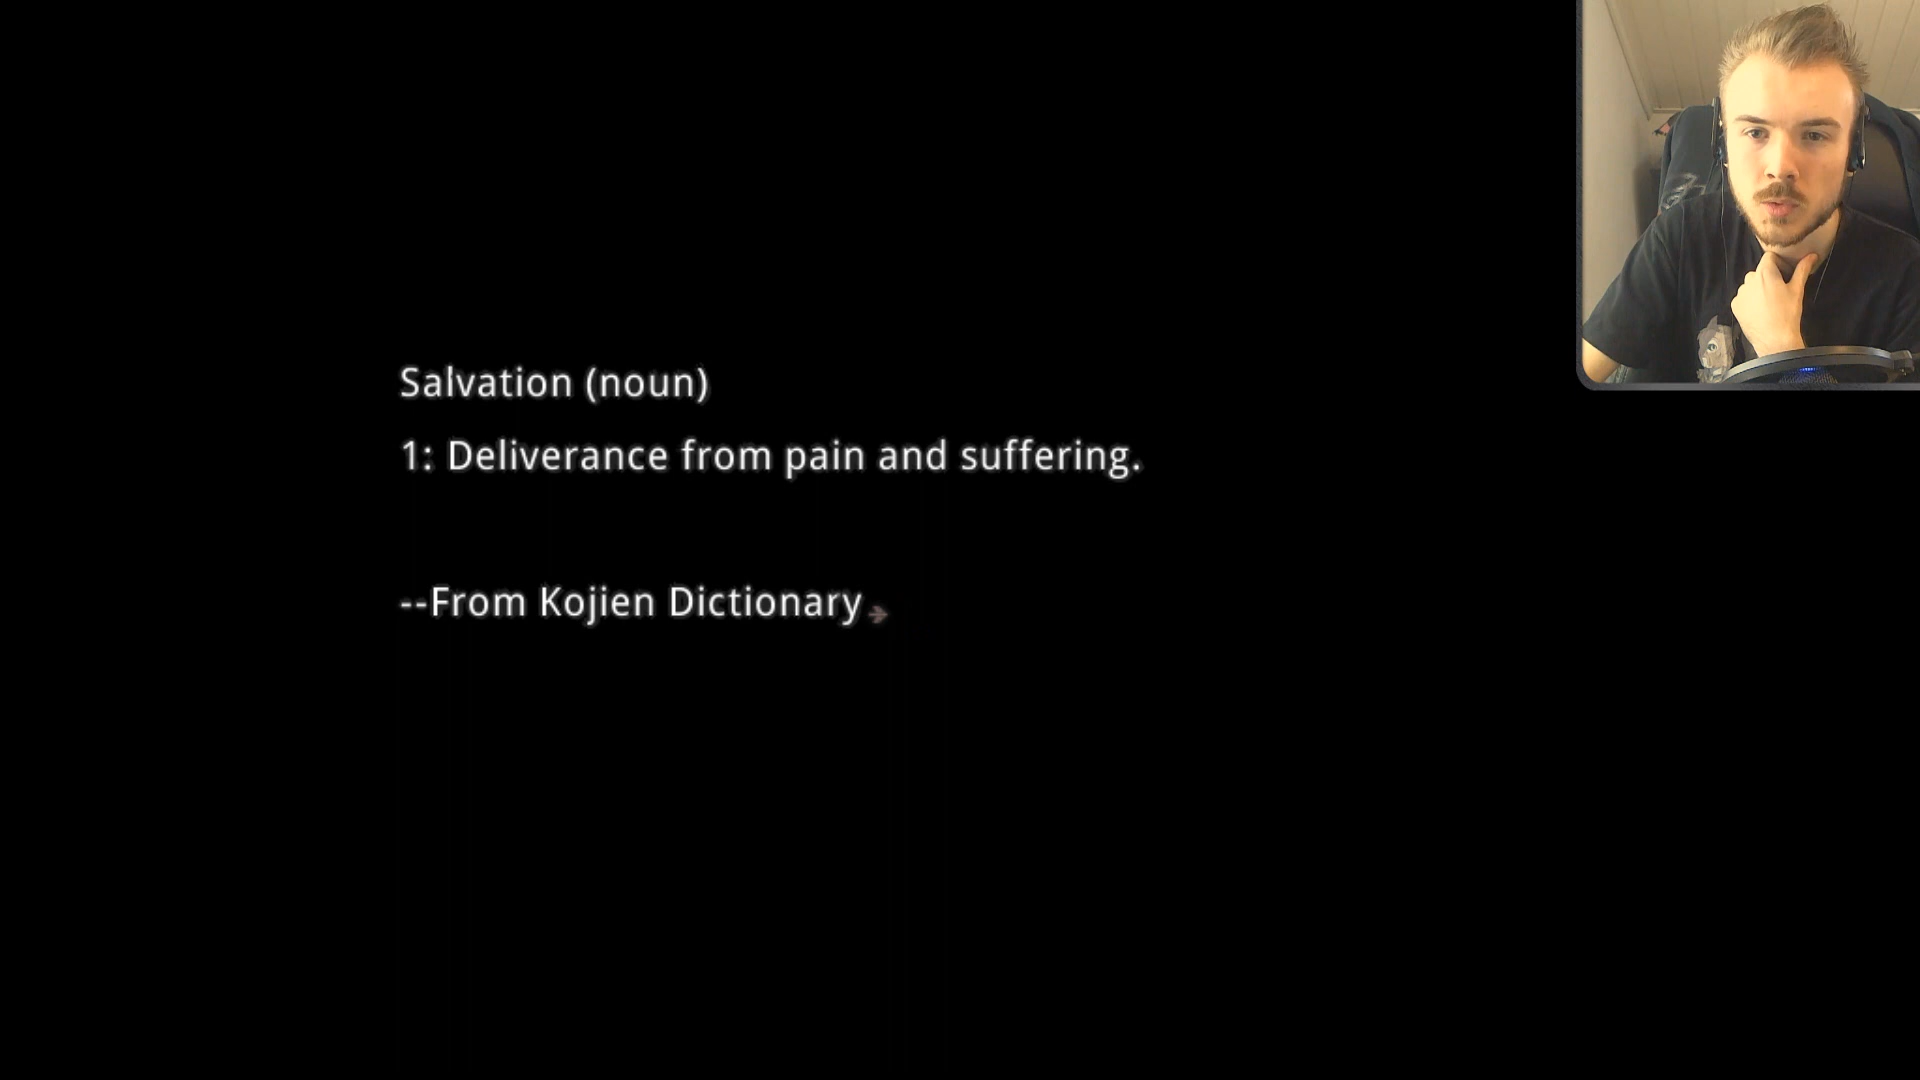 Salvation (noun)
1: Deliverance from pain and suffering.
--From Kojien Dictionary